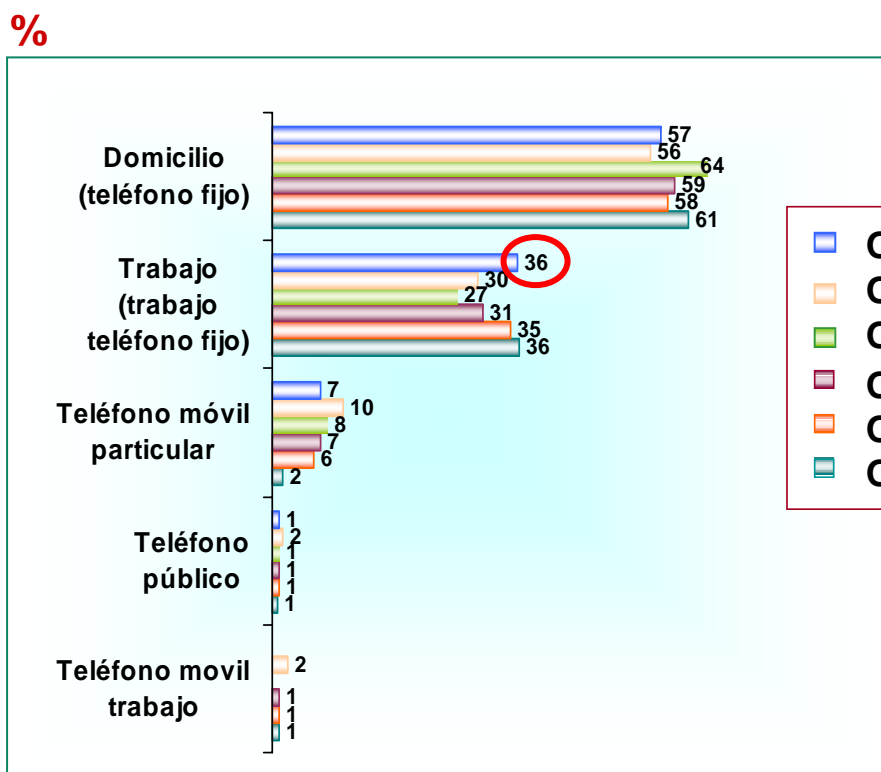 %
Domicilio
(teléfono fijo)
57
56
64
59
58
61
Trabajo
(trabajo
teléfono fijo)
36
30
27
31
35
36
Teléfono móvil
particular
7
10
8
7
6
2
Teléfono
público
1
2
1
1
1
1
Teléfono movil
trabajo
2
1
1
1